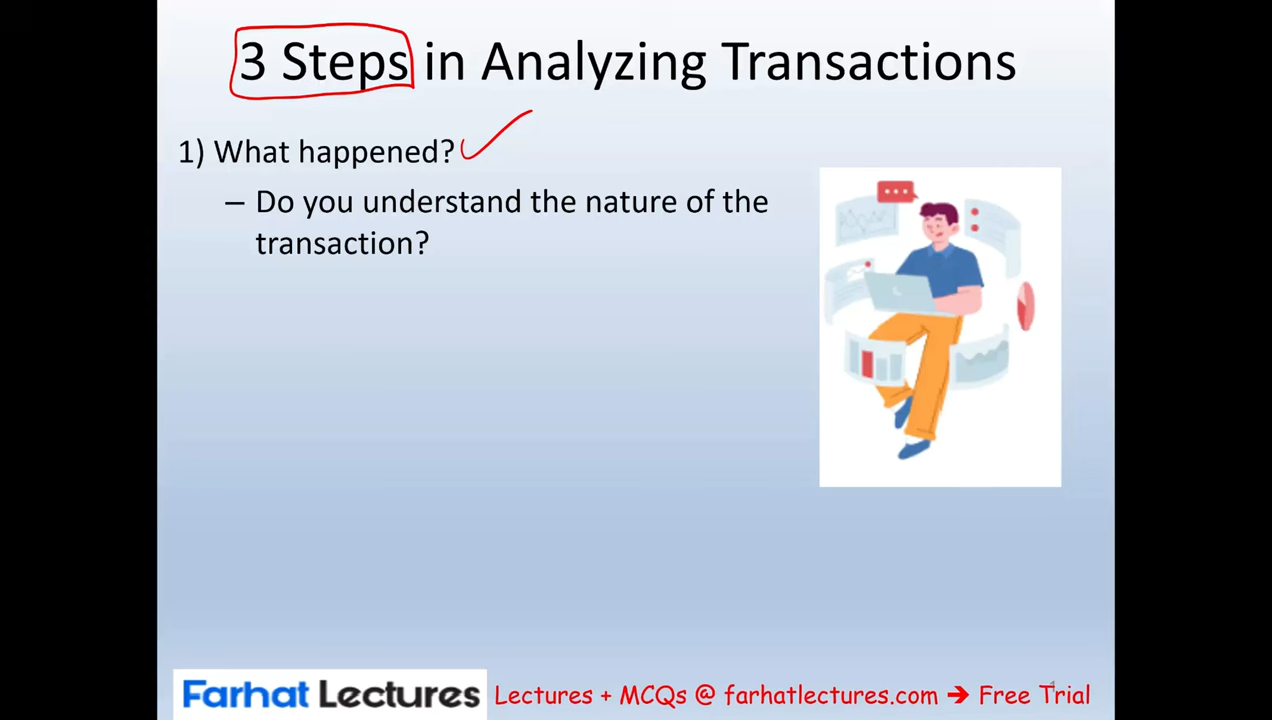 3 Steps in Analyzing Transactions
1) What happened?
– Do you understand the nature of the
transaction?
Farhat Lectures
Lectures + MCQs @ farhatlectures.com ➔ Free Trial